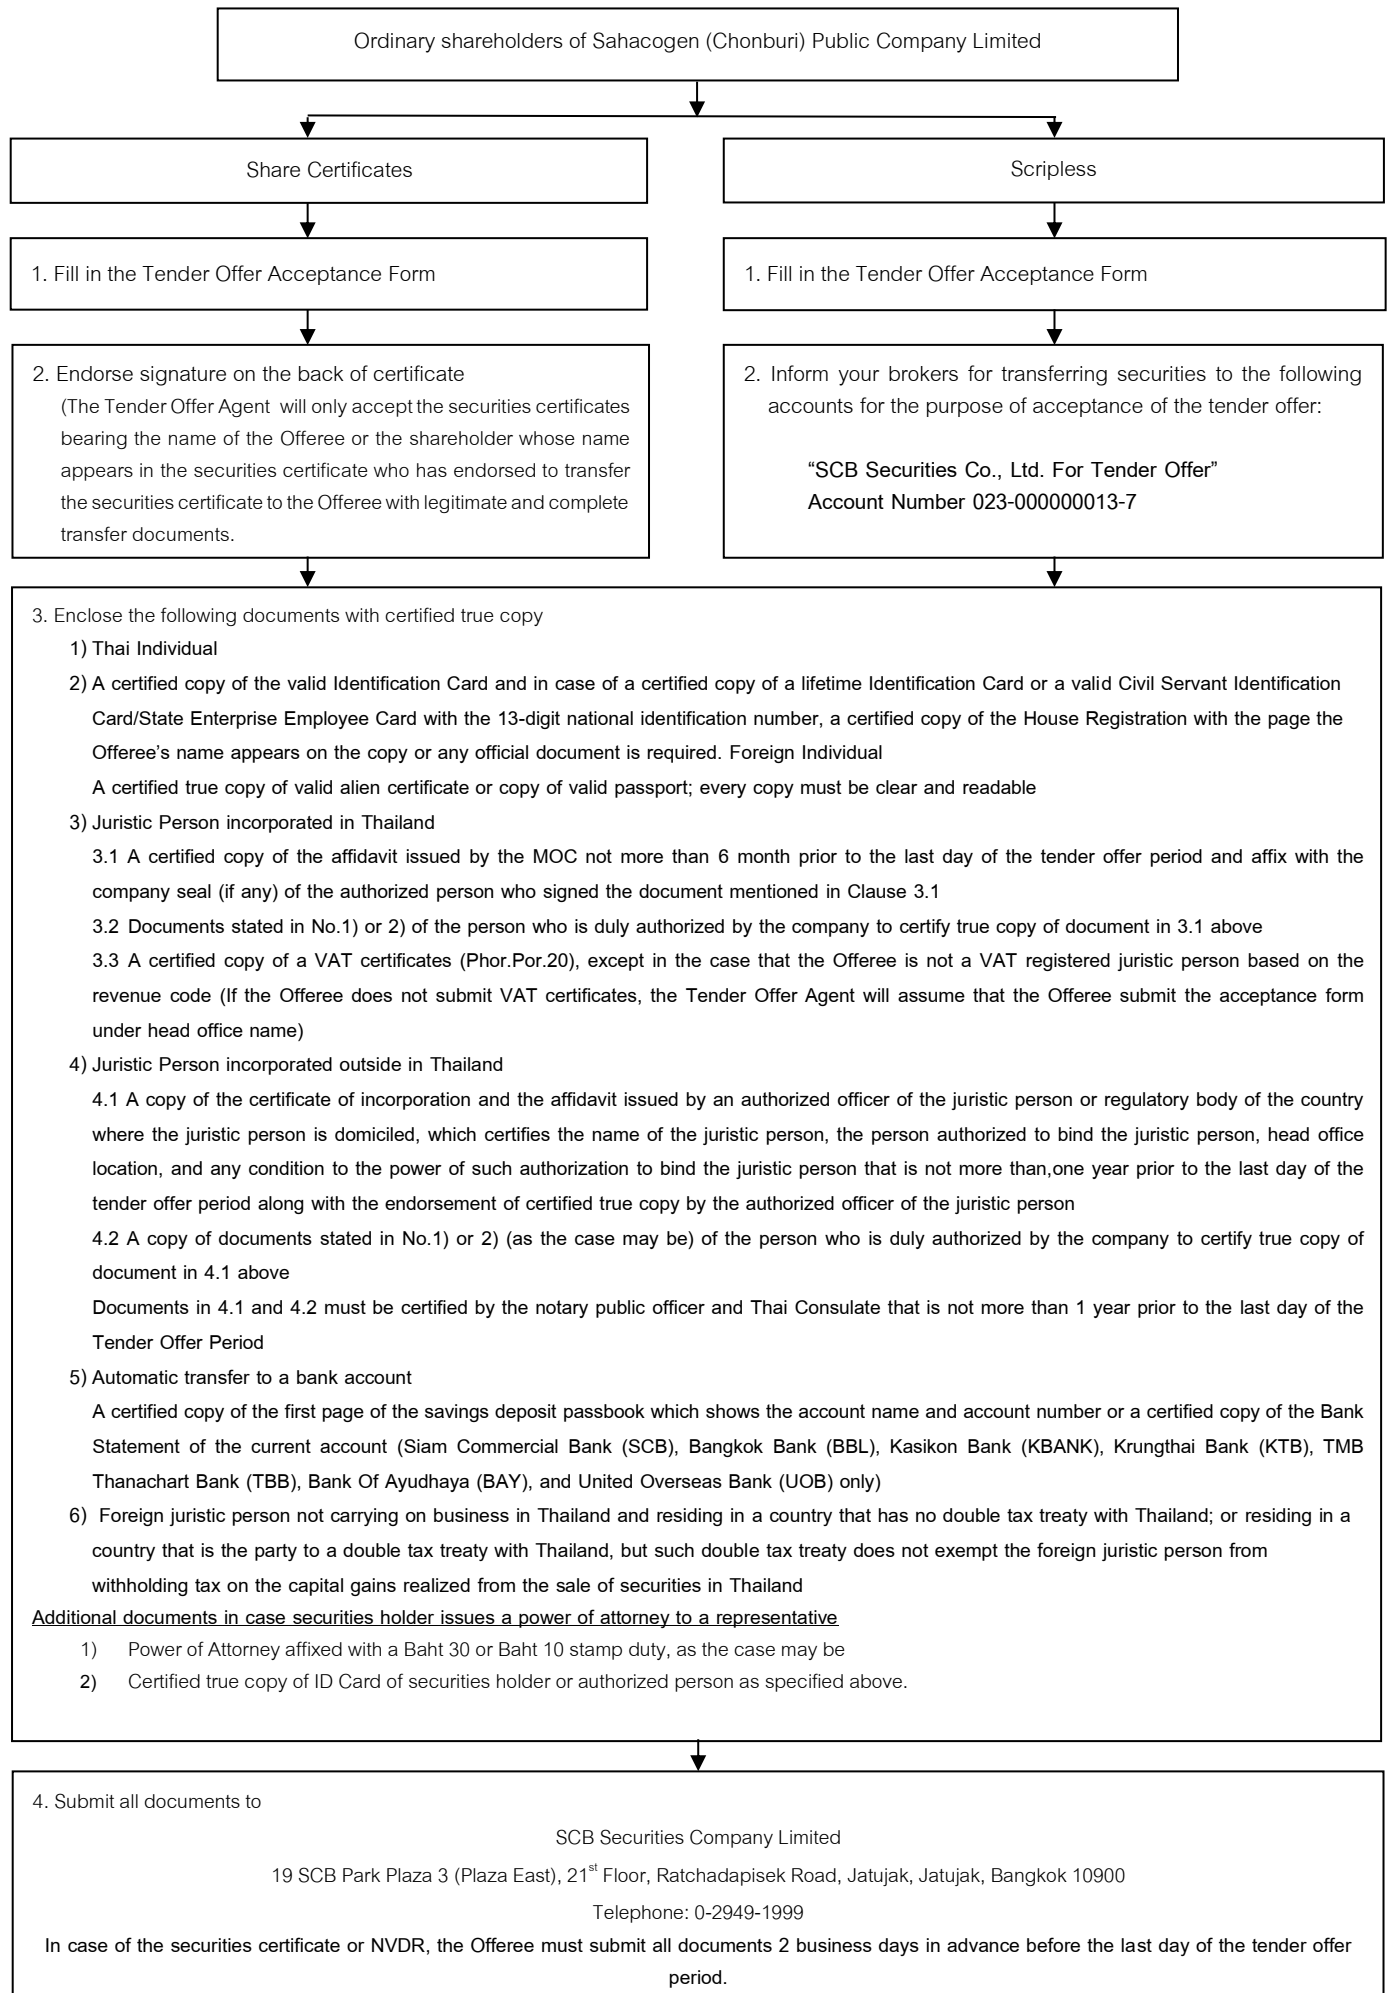 Ordinary shareholders of Sahacogen (Chonburi) Public Company Limited
Share Certificates
Scripless
1. Fill in the Tender Offer Acceptance Form
1. Fill in the Tender Offer Acceptance Form
2. Endorse signature on the back of certificate
(The Tender Offer Agent will only accept the securities certificates
bearing the name of the Offeree or the shareholder whose name
appears in the securities certificate who has endorsed to transfer
the securities certificate to the Offeree with legitimate and complete
transfer documents.
2. Inform your brokers for transferring securities to the following
accounts for the purpose of acceptance of the tender offer:
“SCB Securities Co., Ltd. For Tender Offer”
Account Number 023-000000013-7
3. Enclose the following documents with certified true copy
1) Thai Individual
2) A certified copy of the valid Identification Card and in case of a certified copy of a lifetime Identification Card or a valid Civil Servant Identification
Card/State Enterprise Employee Card with the 13-digit national identification number, a certified copy of the House Registration with the page the
Offeree’s name appears on the copy or any official document is required. Foreign Individual
A certified true copy of valid alien certificate or copy of valid passport; every copy must be clear and readable
3) Juristic Person incorporated in Thailand
3.1 A certified copy of the affidavit issued by the MOC not more than 6 month prior to the last day of the tender offer period and affix with the
company seal (if any) of the authorized person who signed the document mentioned in Clause 3.1
3.2 Documents stated in No.1) or 2) of the person who is duly authorized by the company to certify true copy of document in 3.1 above
3.3 A certified copy of a VAT certificates (Phor.Por.20), except in the case that the Offeree is not a VAT registered juristic person based on the
revenue code (If the Offeree does not submit VAT certificates, the Tender Offer Agent will assume that the Offeree submit the acceptance form
under head office name)
4) Juristic Person incorporated outside in Thailand
4.1 A copy of the certificate of incorporation and the affidavit issued by an authorized officer of the juristic person or regulatory body of the country
where the juristic person is domiciled, which certifies the name of the juristic person, the person authorized to bind the juristic person, head office
location, and any condition to the power of such authorization to bind the juristic person that is not more than,one year prior to the last day of the
tender offer period along with the endorsement of certified true copy by the authorized officer of the juristic person
4.2 A copy of documents stated in No.1) or 2) (as the case may be) of the person who is duly authorized by the company to certify true copy of
document in 4.1 above
Documents in 4.1 and 4.2 must be certified by the notary public officer and Thai Consulate that is not more than 1 year prior to the last day of the
Tender Offer Period
5) Automatic transfer to a bank account
A certified copy of the first page of the savings deposit passbook which shows the account name and account number or a certified copy of the Bank
Statement of the current account (Siam Commercial Bank (SCB), Bangkok Bank (BBL), Kasikon Bank (KBANK), Krungthai Bank (KTB), TMB
Thanachart Bank (TBB), Bank Of Ayudhaya (BAY), and United Overseas Bank (UOB) only)
6) Foreign juristic person not carrying on business in Thailand and residing in a country that has no double tax treaty with Thailand; or residing in a
country that is the party to a double tax treaty with Thailand, but such double tax treaty does not exempt the foreign juristic person from
withholding tax on the capital gains realized from the sale of securities in Thailand
Additional documents in case securities holder issues a power of attorney to a representative
1) Power of Attorney affixed with a Baht 30 or Baht 10 stamp duty, as the case may be
2) Certified true copy of ID Card of securities holder or authorized person as specified above.
4. Submit all documents to
SCB Securities Company Limited
19 SCB Park Plaza 3 (Plaza East), 21st Floor, Ratchadapisek Road, Jatujak, Jatujak, Bangkok 10900
Telephone: 0-2949-1999
In case of the securities certificate or NVDR, the Offeree must submit all documents 2 business days in advance before the last day of the tender offer
period.